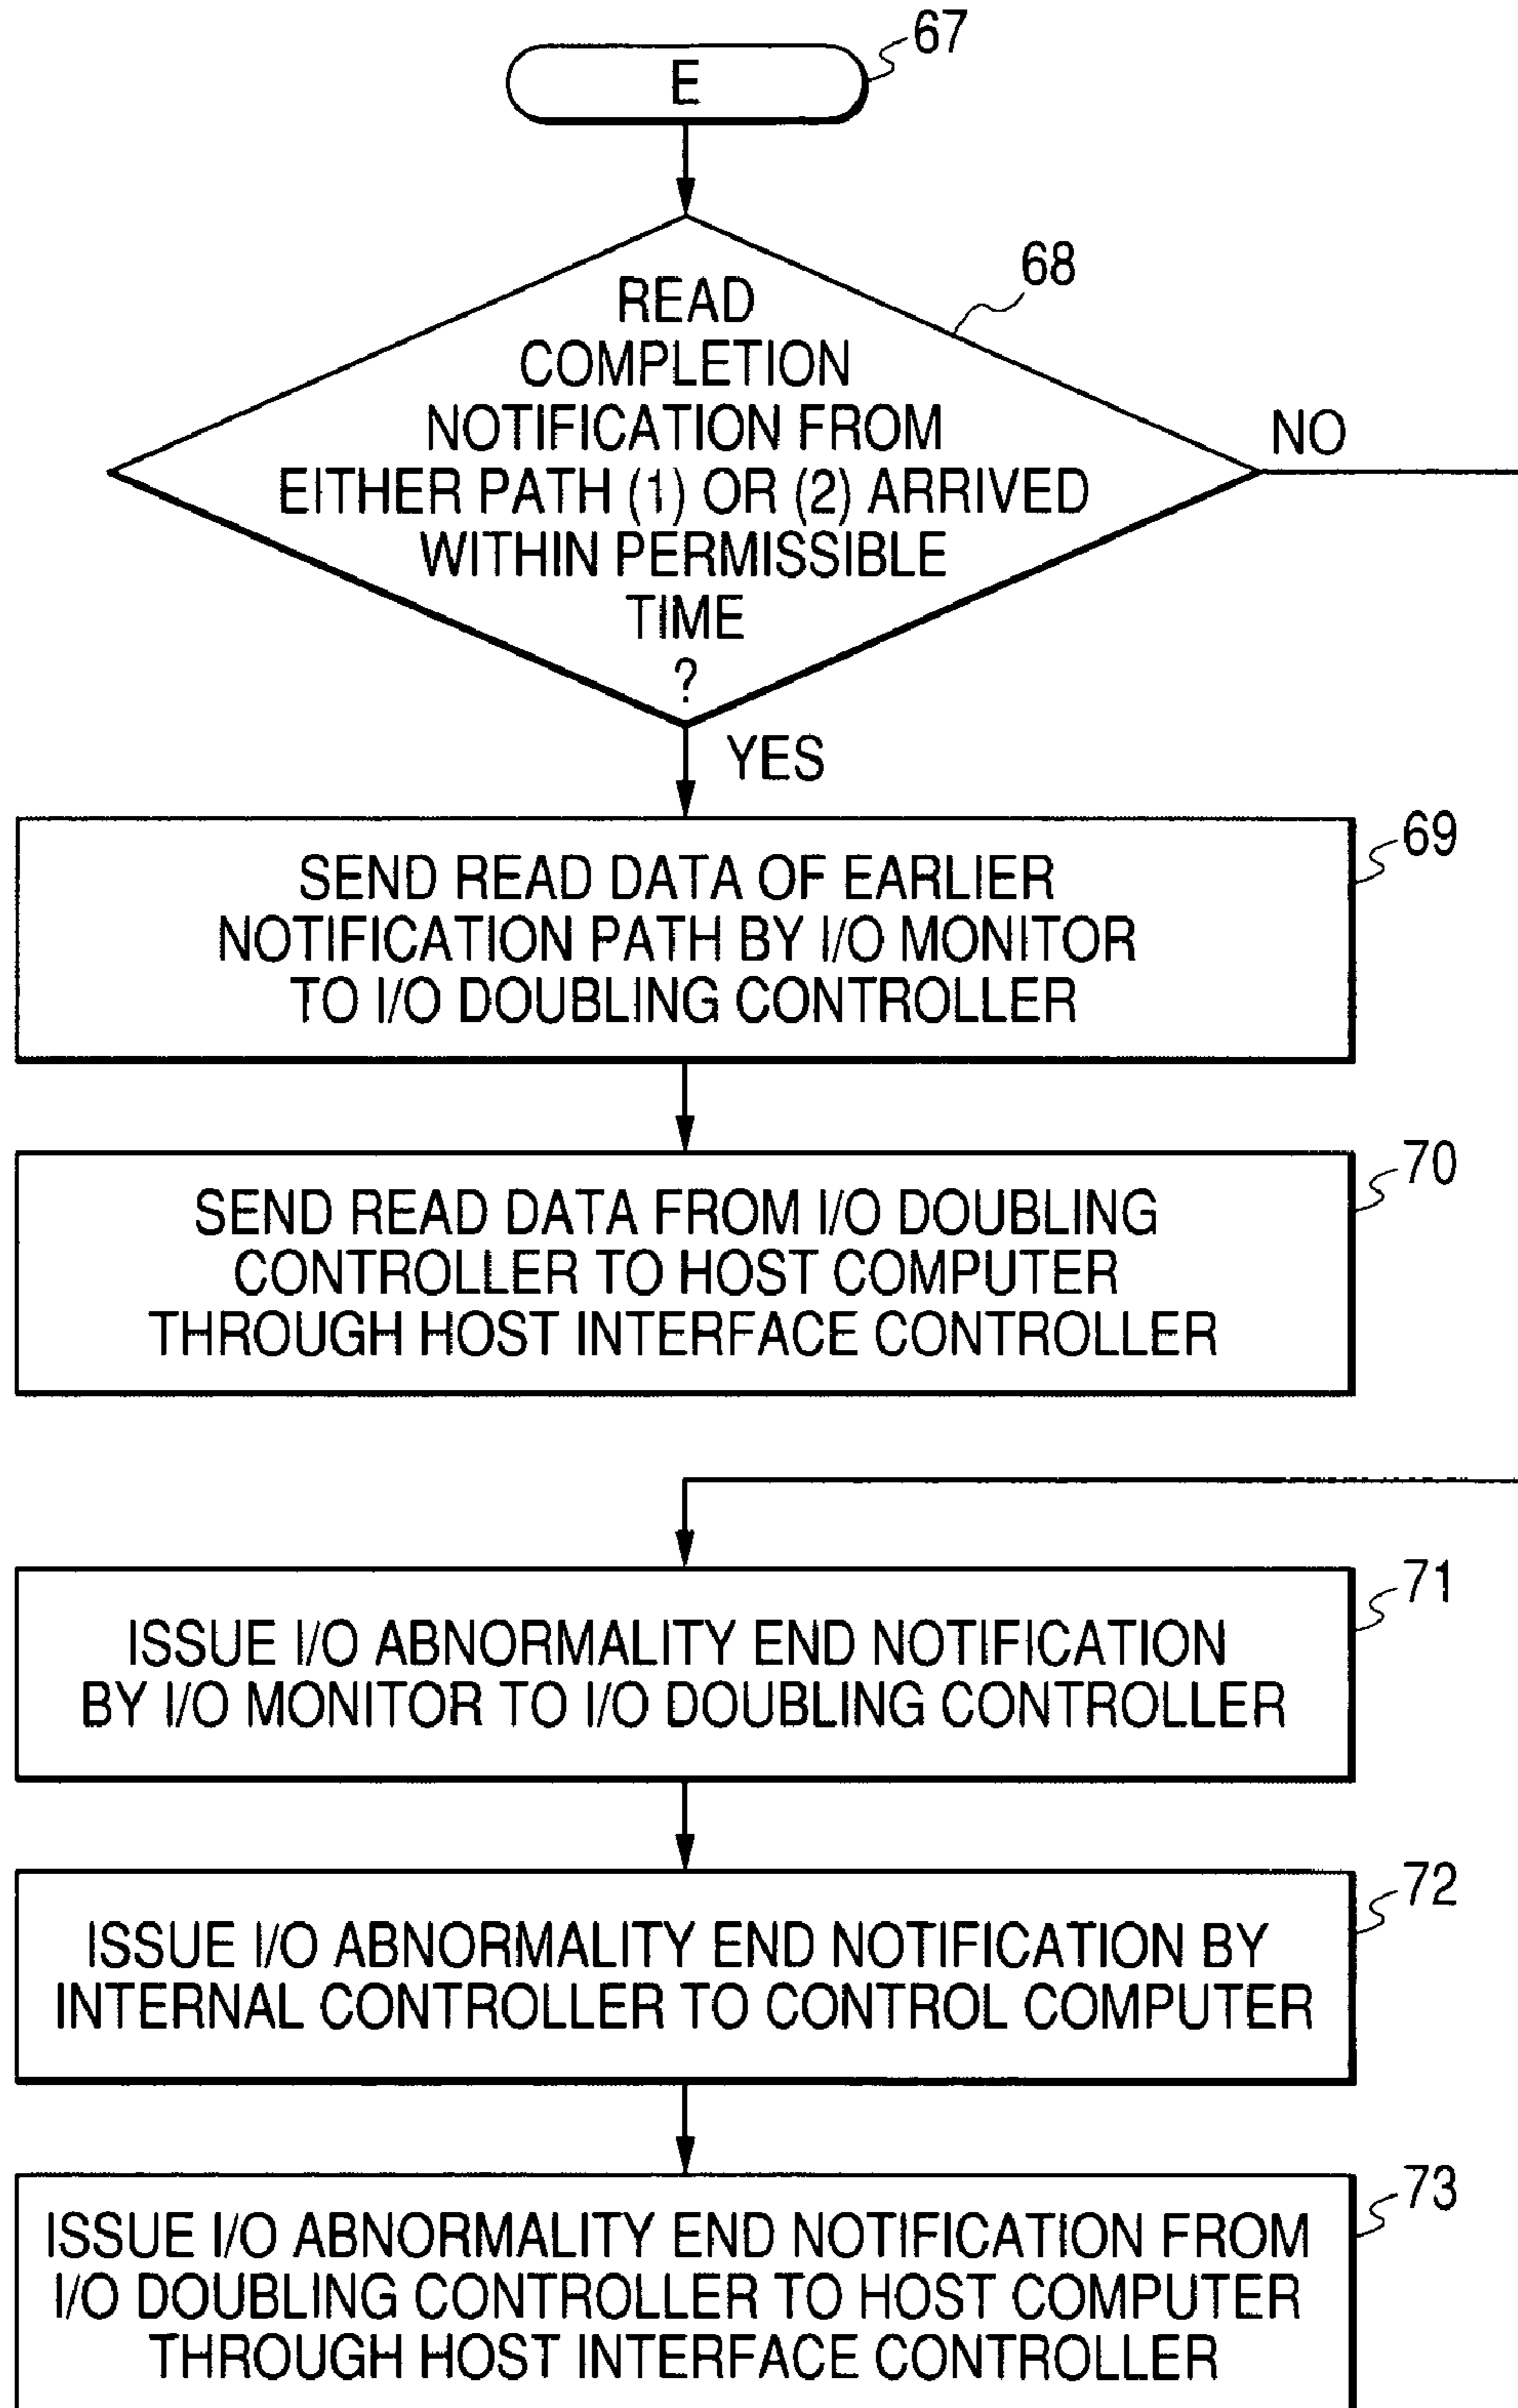 67
E
68
READ
COMPLETION
NOTIFICATION FROM
EITHER PATH (1) OR (2) ARRIVED
WITHIN PERMISSIBLE
TIME
?
NO
YES
69
SEND READ DATA OF EARLIER
NOTIFICATION PATH BY I/O MONITOR
TO I/O DOUBLING CONTROLLER
70
SEND READ DATA FROM I/O DOUBLING
CONTROLLER TO HOST COMPUTER
THROUGH HOST INTERFACE CONTROLLER
71
ISSUE I/O ABNORMALITY END NOTIFICATION
BY I/O MONITOR TO I/O DOUBLING CONTROLLER
72
ISSUE I/O ABNORMALITY END NOTIFICATION BY
INTERNAL CONTROLLER TO CONTROL COMPUTER
73
ISSUE I/O ABNORMALITY END NOTIFICATION FROM
I/O DOUBLING CONTROLLER TO HOST COMPUTER
THROUGH HOST INTERFACE CONTROLLER